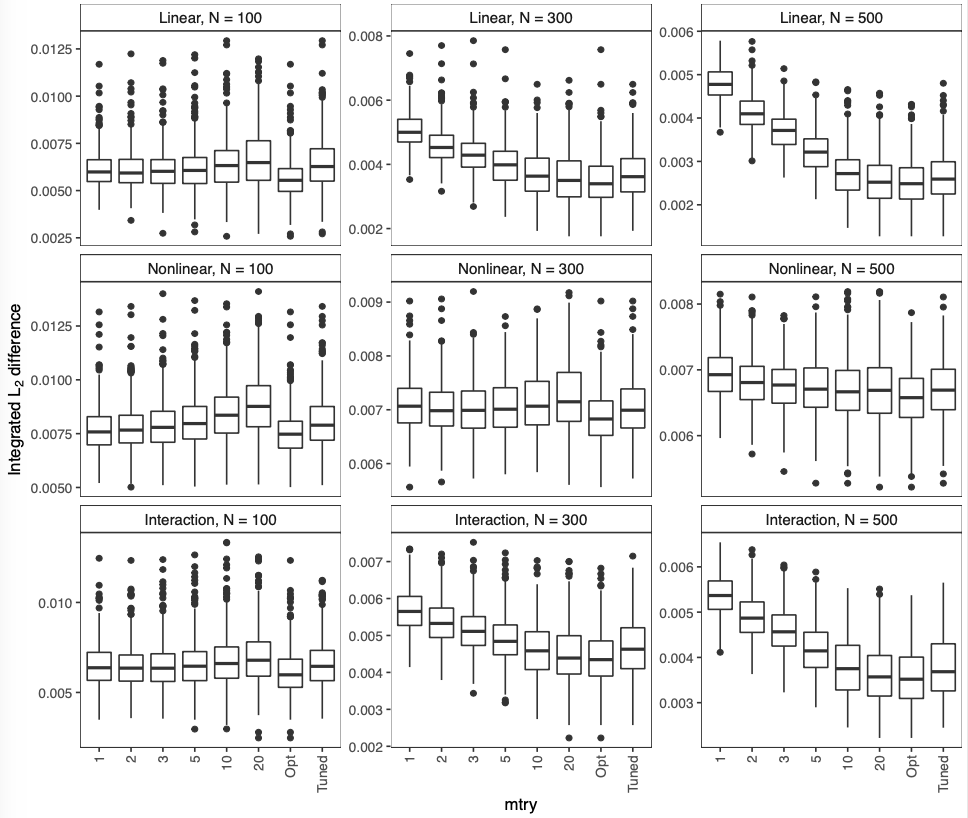 Linear, N = 100
Linear, N = 300
Linear, N = 500
0.0125
0.0100
0.0075
0.0050
0.0025
0.008
0.006
0.004
0.002
0.006
0.005
0.004
0.003
0.002
Nonlinear, N = 100
Nonlinear, N = 300
Nonlinear, N = 500
Integrated L₂ difference
0.0125
0.0100
0.0075
0.0050
0.009
0.008
0.007
0.006
0.008
0.007
0.006
Interaction, N = 100
Interaction, N = 300
Interaction, N = 500
0.010
0.005
0.007
0.006
0.005
0.004
0.003
0.002
0.006
0.005
0.004
0.003
1 2 3 5 10 20 Opt Tuned
1 2 3 5 10 20 Opt Tuned
1 2 3 5 10 20 Opt Tuned
mtry